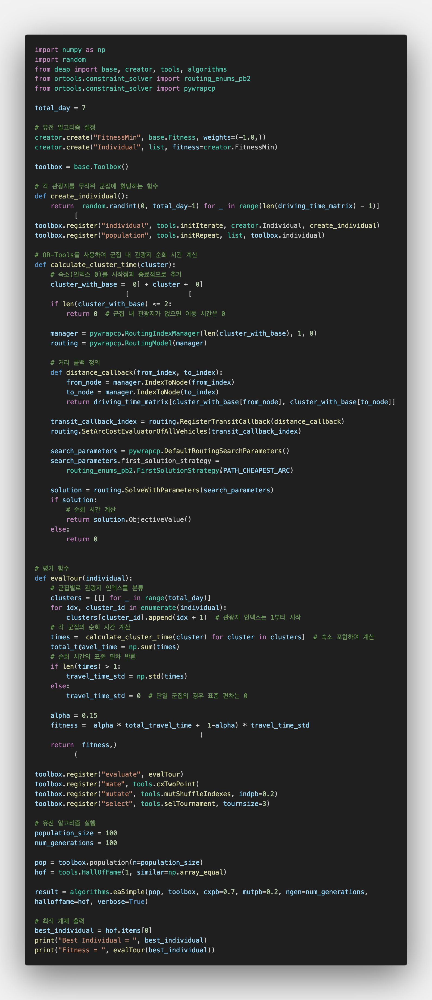 import numpy as np
import random
from deap import base, creator, tools, algorithms
from ortools.constraint_solver import routing_enums_pb2
from ortools.constraint_solver import pywrapcp

total_day = 7

# 유전 알고리즘 설정
creator.create("FitnessMin", base.Fitness, weights=(-1.0,))
creator.create("Individual", list, fitness=creator.FitnessMin)

toolbox = base.Toolbox()

# 각 관광지를 무작위 군집에 할당하는 함수
def create_individual():
    return  random.randint(0, total_day-1) for _ in range(len(driving_time_matrix) - 1)]
          [
toolbox.register("individual", tools.initIterate, creator.Individual, create_individual)
toolbox.register("population", tools.initRepeat, list, toolbox.individual)

# OR-Tools를 사용하여 군집 내 관광지 순회 시간 계산
def calculate_cluster_time(cluster):
    # 숙소(인덱스 0)를 시작점과 종료점으로 추가
    cluster_with_base =  0] + cluster +  0]
                       [               [
    if len(cluster_with_base) <= 2:
        return 0  # 군집 내 관광지가 없으면 이동 시간은 0

    manager = pywrapcp.RoutingIndexManager(len(cluster_with_base), 1, 0)
    routing = pywrapcp.RoutingModel(manager)

    # 거리 콜백 정의
    def distance_callback(from_index, to_index):
        from_node = manager.IndexToNode(from_index)
        to_node = manager.IndexToNode(to_index)
        return driving_time_matrix[cluster_with_base[from_node], cluster_with_base[to_node]]

    transit_callback_index = routing.RegisterTransitCallback(distance_callback)
    routing.SetArcCostEvaluatorOfAllVehicles(transit_callback_index)

    search_parameters = pywrapcp.DefaultRoutingSearchParameters()
    search_parameters.first_solution_strategy =
        routing_enums_pb2.FirstSolutionStrategy(PATH_CHEAPEST_ARC)

    solution = routing.SolveWithParameters(search_parameters)
    if solution:
        # 순회 시간 계산
        return solution.ObjectiveValue()
    else:
        return 0


# 평가 함수
def evalTour(individual):
    # 군집별로 관광지 인덱스를 분류
    clusters = [[] for _ in range(total_day)]
    for idx, cluster_id in enumerate(individual):
        clusters[cluster_id].append(idx + 1)  # 관광지 인덱스는 1부터 시작
    # 각 군집의 순회 시간 계산
    times =  calculate_cluster_time(cluster) for cluster in clusters]  # 숙소 포함하여 계산
    total_t[ravel_time = np.sum(times)
    # 순회 시간의 표준 편차 반환
    if len(times) > 1:
        travel_time_std = np.std(times)
    else:
        travel_time_std = 0  # 단일 군집의 경우 표준 편차는 0

    alpha = 0.15
    fitness =  alpha * total_travel_time +  1-alpha) * travel_time_std
                                          (
    return  fitness,)
          (

toolbox.register("evaluate", evalTour)
toolbox.register("mate", tools.cxTwoPoint)
toolbox.register("mutate", tools.mutShuffleIndexes, indpb=0.2)
toolbox.register("select", tools.selTournament, tournsize=3)

# 유전 알고리즘 실행
population_size = 100
num_generations = 100

pop = toolbox.population(n=population_size)
hof = tools.HallOfFame(1, similar=np.array_equal)

result = algorithms.eaSimple(pop, toolbox, cxpb=0.7, mutpb=0.2, ngen=num_generations,
halloffame=hof, verbose=True)

# 최적 개체 출력
best_individual = hof.items[0]
print("Best Individual = ", best_individual)
print("Fitness = ", evalTour(best_individual))